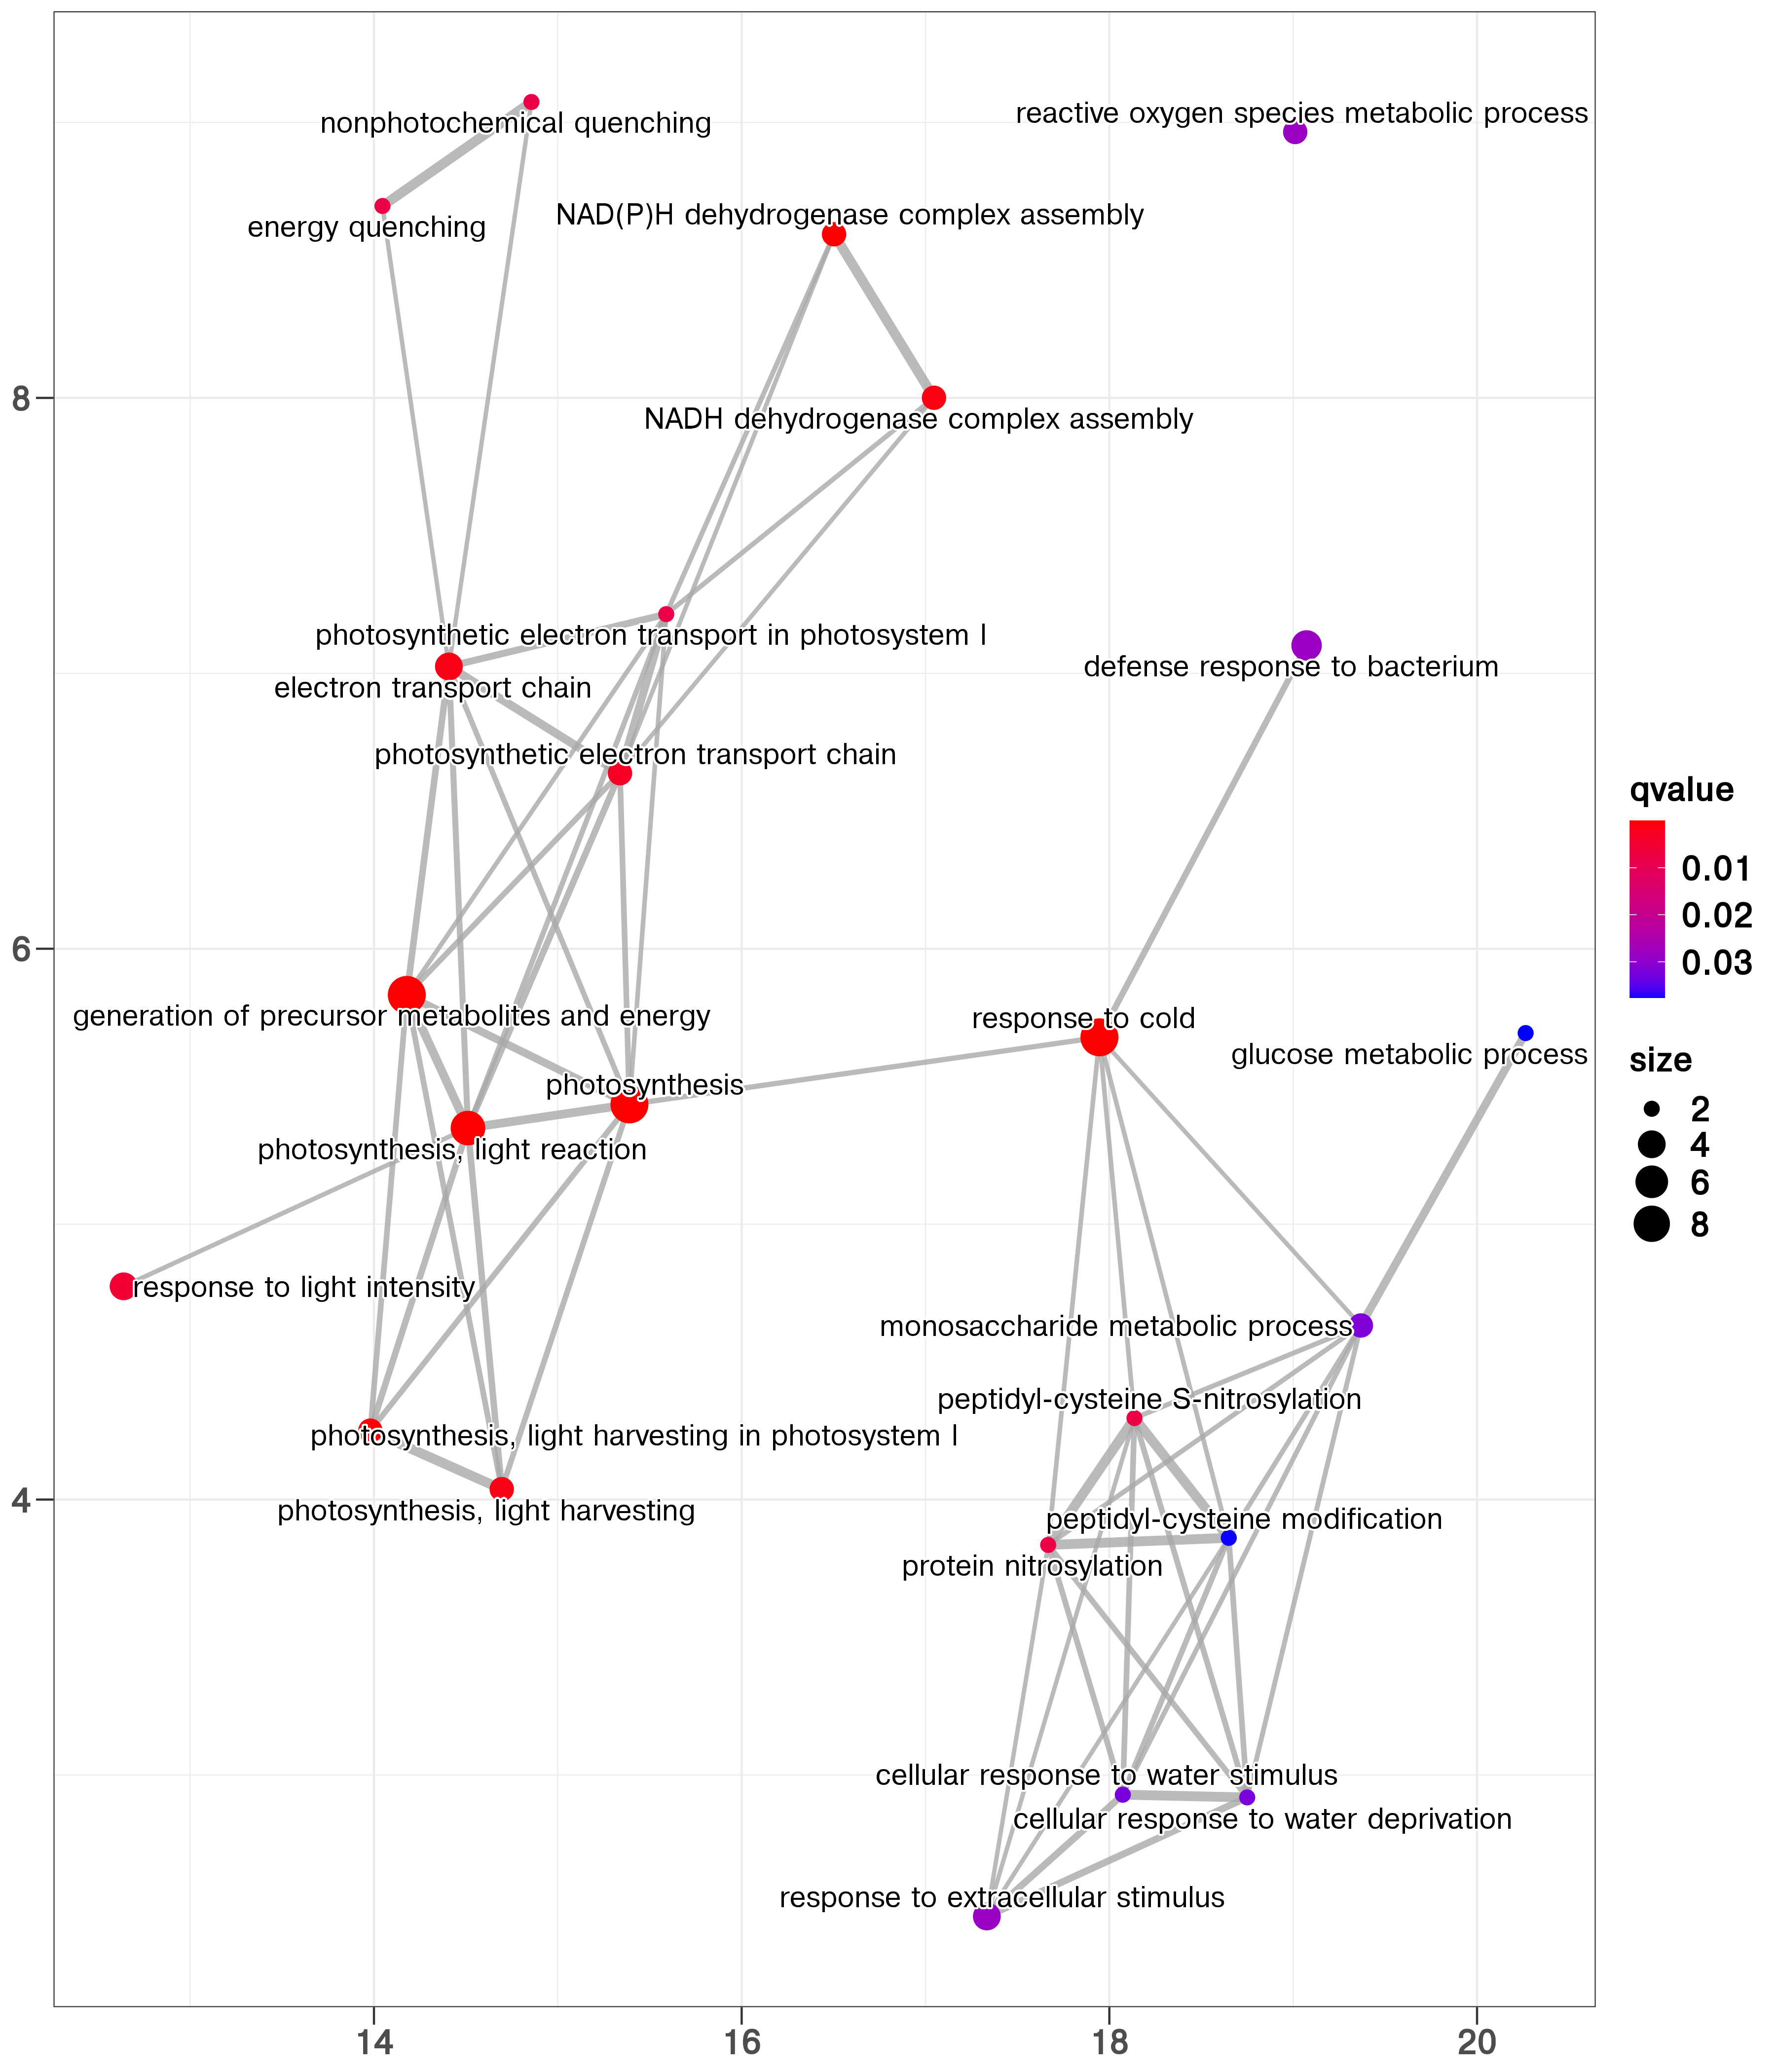 nonphotochemical quenching
reactive oxygen species metabolic process
energy quenching
NAD(P)H dehydrogenase complex assembly
8
NADH dehydrogenase complex assembly
photosynthetic electron transport in photosystem I
defense response to bacterium
electron transport chain
photosynthetic electron transport chain
6
generation of precursor metabolites and energy
response to cold
glucose metabolic process
photosynthesis
photosynthesis, light reaction
response to light intensity
monosaccharide metabolic process
peptidyl-cysteine S-nitrosylation
photosynthesis, light harvesting in photosystem I
4
photosynthesis, light harvesting
peptidyl-cysteine modification
protein nitrosylation
cellular response to water stimulus
cellular response to water deprivation
response to extracellular stimulus
14 16 18 20
qvalue
0.01
0.02
0.03
size
2
4
6
8